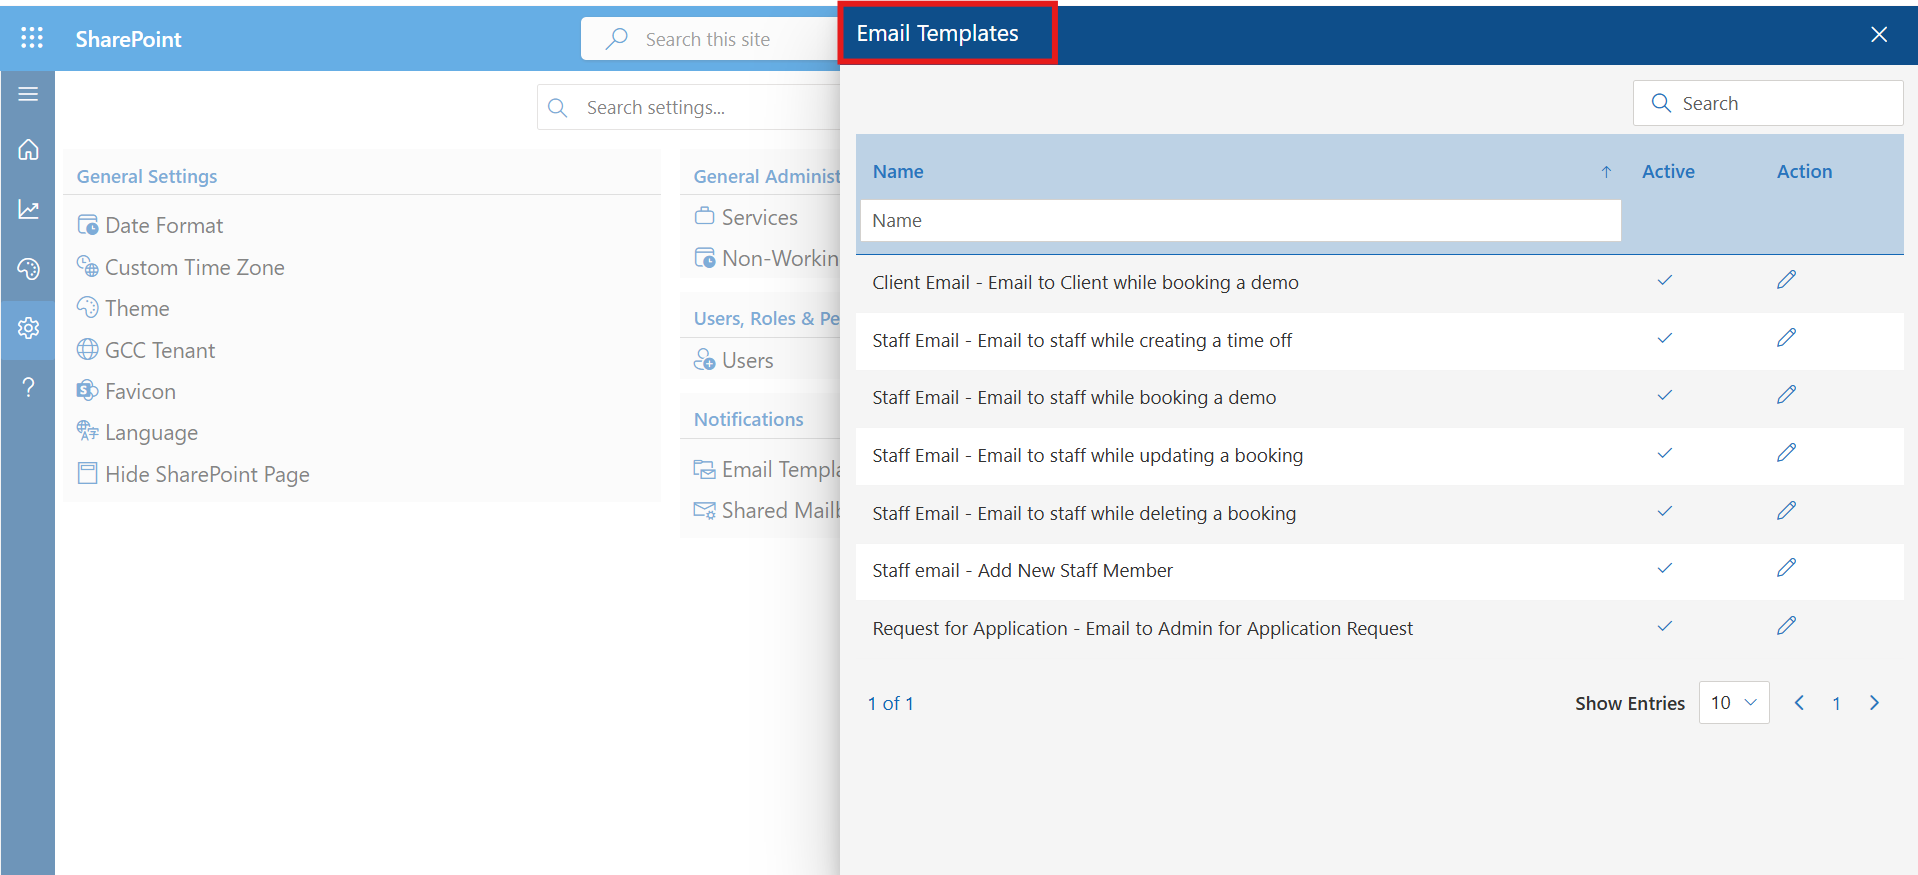 SharePoint
Search this site
Search settings...
General Settings
Date Format
Custom Time Zone
Theme
GCC Tenant
Favicon
Language
Hide SharePoint Page
General Administ
Services
Non-Workin
Users, Roles & Pe
Users
Notifications
Email Templa
Shared Mailb
Email Templates
Search
Name Active Action
Name
Client Email - Email to Client while booking a demo
Staff Email - Email to staff while creating a time off
Staff Email - Email to staff while booking a demo
Staff Email - Email to staff while updating a booking
Staff Email - Email to staff while deleting a booking
Staff email - Add New Staff Member
Request for Application - Email to Admin for Application Request
1 of 1 Show Entries 10 1